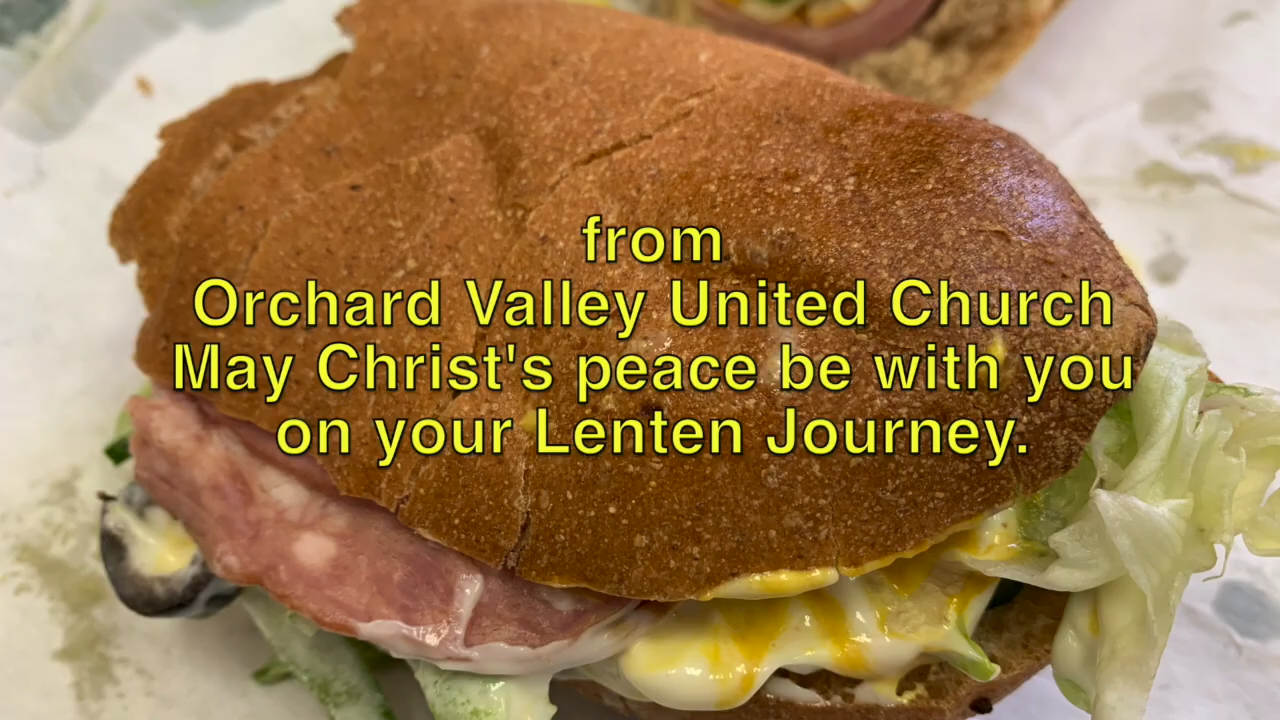 from
Orchard Valley United Church
May Christ's peace be with you
on your Lenten Journey.